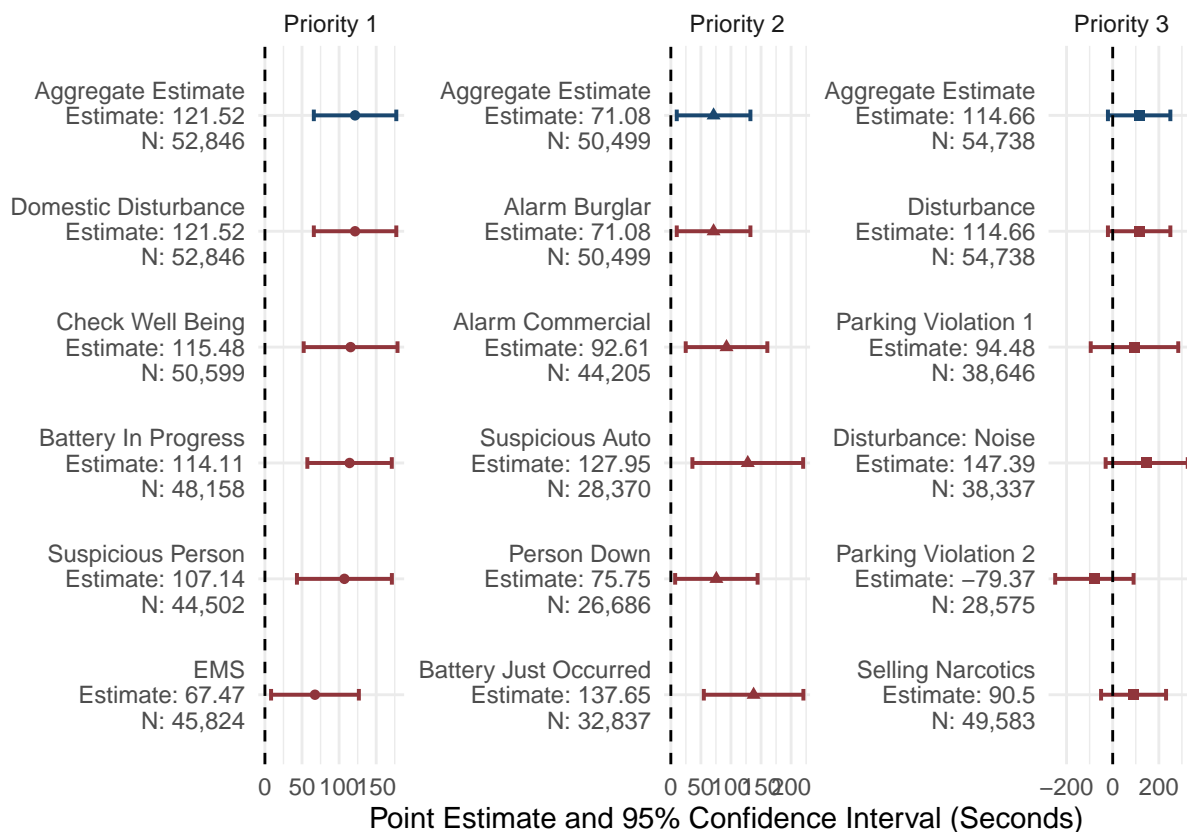 Priority 1
Priority 2
Priority 3
Aggregate Estimate
Estimate: 121.52
N: 52,846
Domestic Disturbance
Estimate: 121.52
N: 52,846
Check Well Being
Estimate: 115.48
N: 50,599
Battery In Progress
Estimate: 114.11
N: 48,158
Suspicious Person
Estimate: 107.14
N: 44,502
EMS
Estimate: 67.47
N: 45,824
0 50 100 150
Aggregate Estimate
Estimate: 71.08
N: 50,499
Alarm Burglar
Estimate: 71.08
N: 50,499
Alarm Commercial
Estimate: 92.61
N: 44,205
Suspicious Auto
Estimate: 127.95
N: 28,370
Person Down
Estimate: 75.75
N: 26,686
Battery Just Occurred
Estimate: 137.65
N: 32,837
0 50 100 150 200
Aggregate Estimate
Estimate: 114.66
N: 54,738
Disturbance
Estimate: 114.66
N: 54,738
Parking Violation 1
Estimate: 94.48
N: 38,646
Disturbance: Noise
Estimate: 147.39
N: 38,337
Parking Violation 2
Estimate: −79.37
N: 28,575
Selling Narcotics
Estimate: 90.5
N: 49,583
−200 0 200
Point Estimate and 95% Confidence Interval (Seconds)